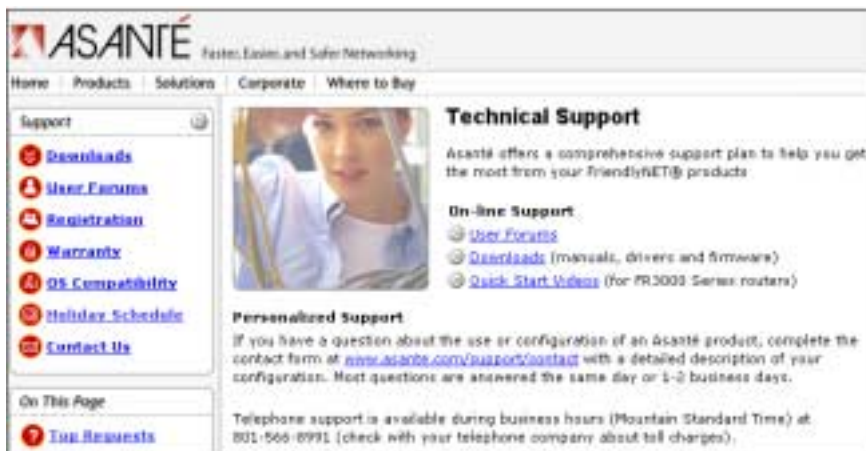 ASANTÉ Faster, Easier, and Safer Networking
Home Products Solutions Corporate Where to Buy
Support
Downloads
User Forums
Registration
Warranty
OS Compatibility
Holiday Schedule
Contact Us
On This Page
Top Requests
Technical Support
Asanté offers a comprehensive support plan to help you get
the most from your FriendlyNET® products
On-line Support
User Forums
Downloads (manuals, drivers and firmware)
Quick Start Videos (for FR3000 Series routers)
Personalized Support
If you have a question about the use or configuration of an Asanté product, complete the
contact form at www.asante.com/support/contact with a detailed description of your
configuration. Most questions are answered the same day or 1-2 business days.
Telephone support is available during business hours (Mountain Standard Time) at
801-566-8991 (check with your telephone company about toll charges).